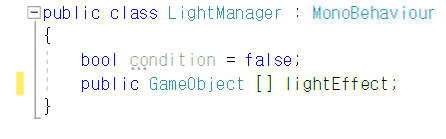 public class LightManager : MonoBehaviour
{
bool condition = false;
public GameObject [] lightEffect;
}